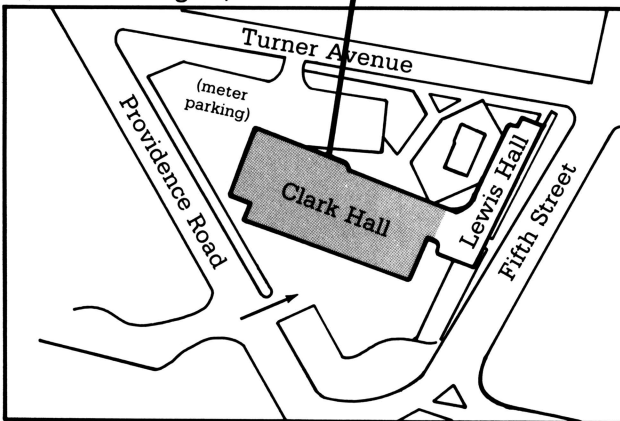 Turner Avenue
(meter
parking)
Providence Road
Clark Hall
Lewis Hall
Fifth Street